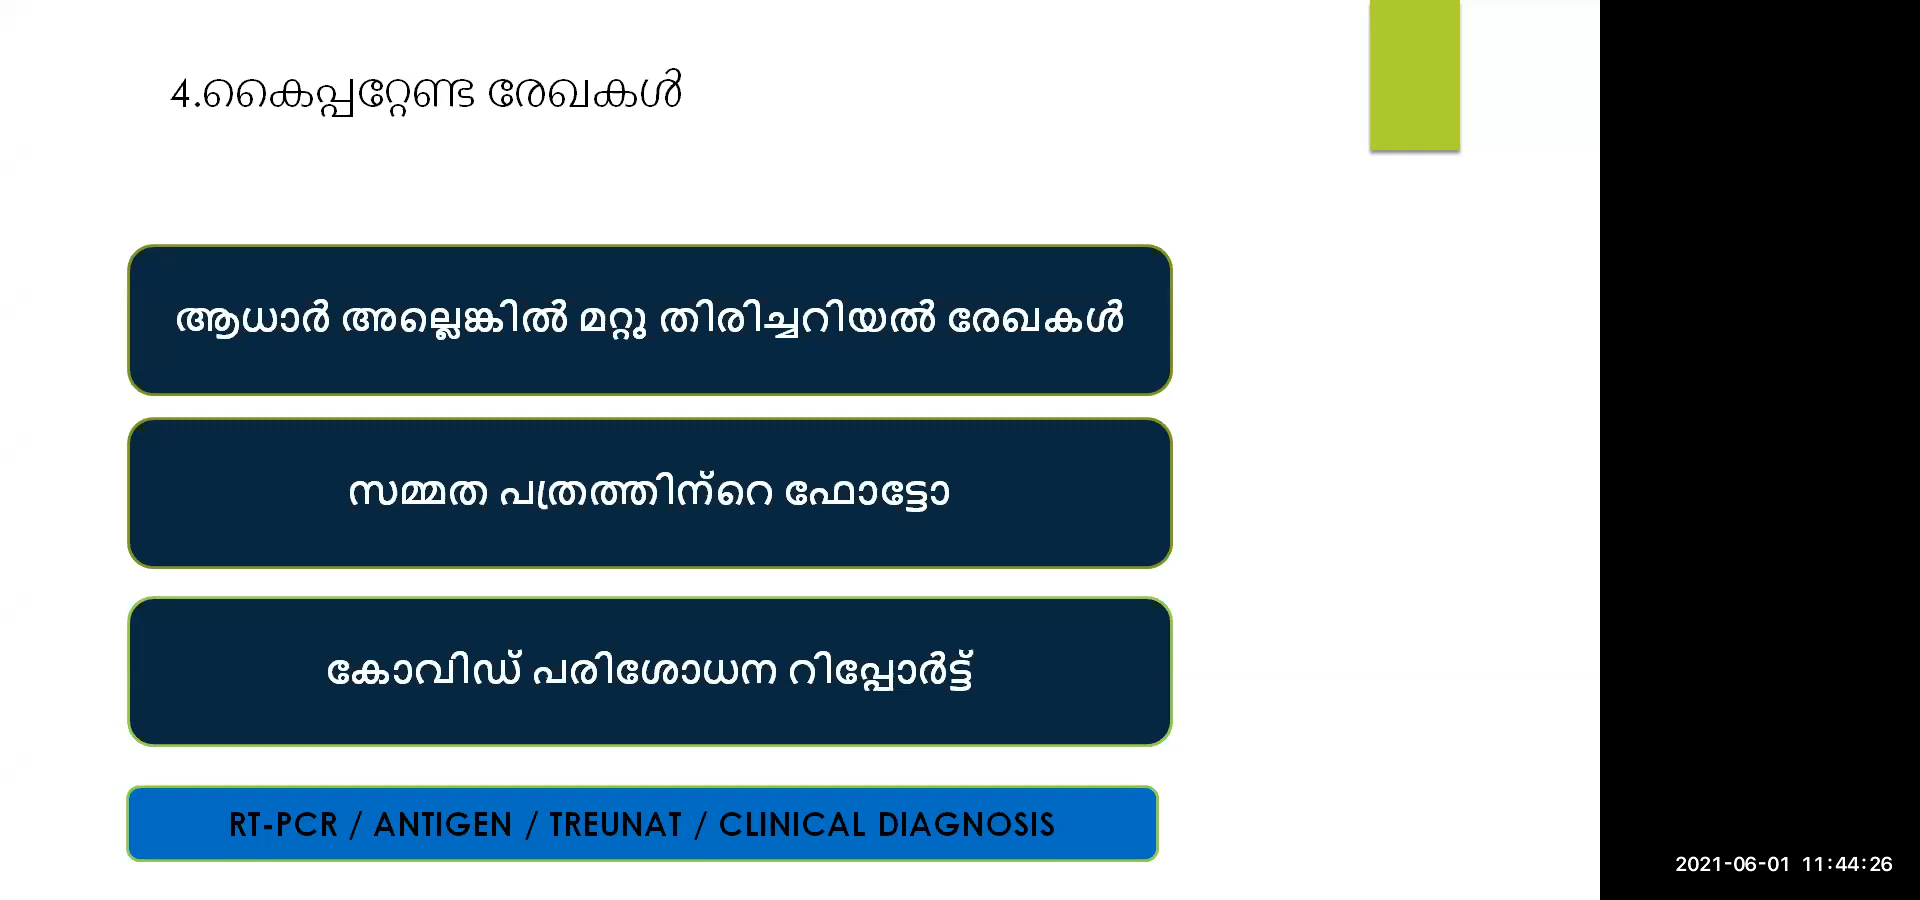 4.കൈപ്പറ്റേണ്ട രേഖകൾ
ആധാർ അല്ലെങ്കിൽ മറ്റു തിരിച്ചറിയൽ രേഖകൾ
സമ്മത പത്രത്തിന്റെ ഫോട്ടോ
കോവിഡ് പരിശോധന റിപ്പോർട്ട്
RT-PCR / ANTIGEN / TREUNAT / CLINICAL DIAGNOSIS
2021-06-01 11:44:26